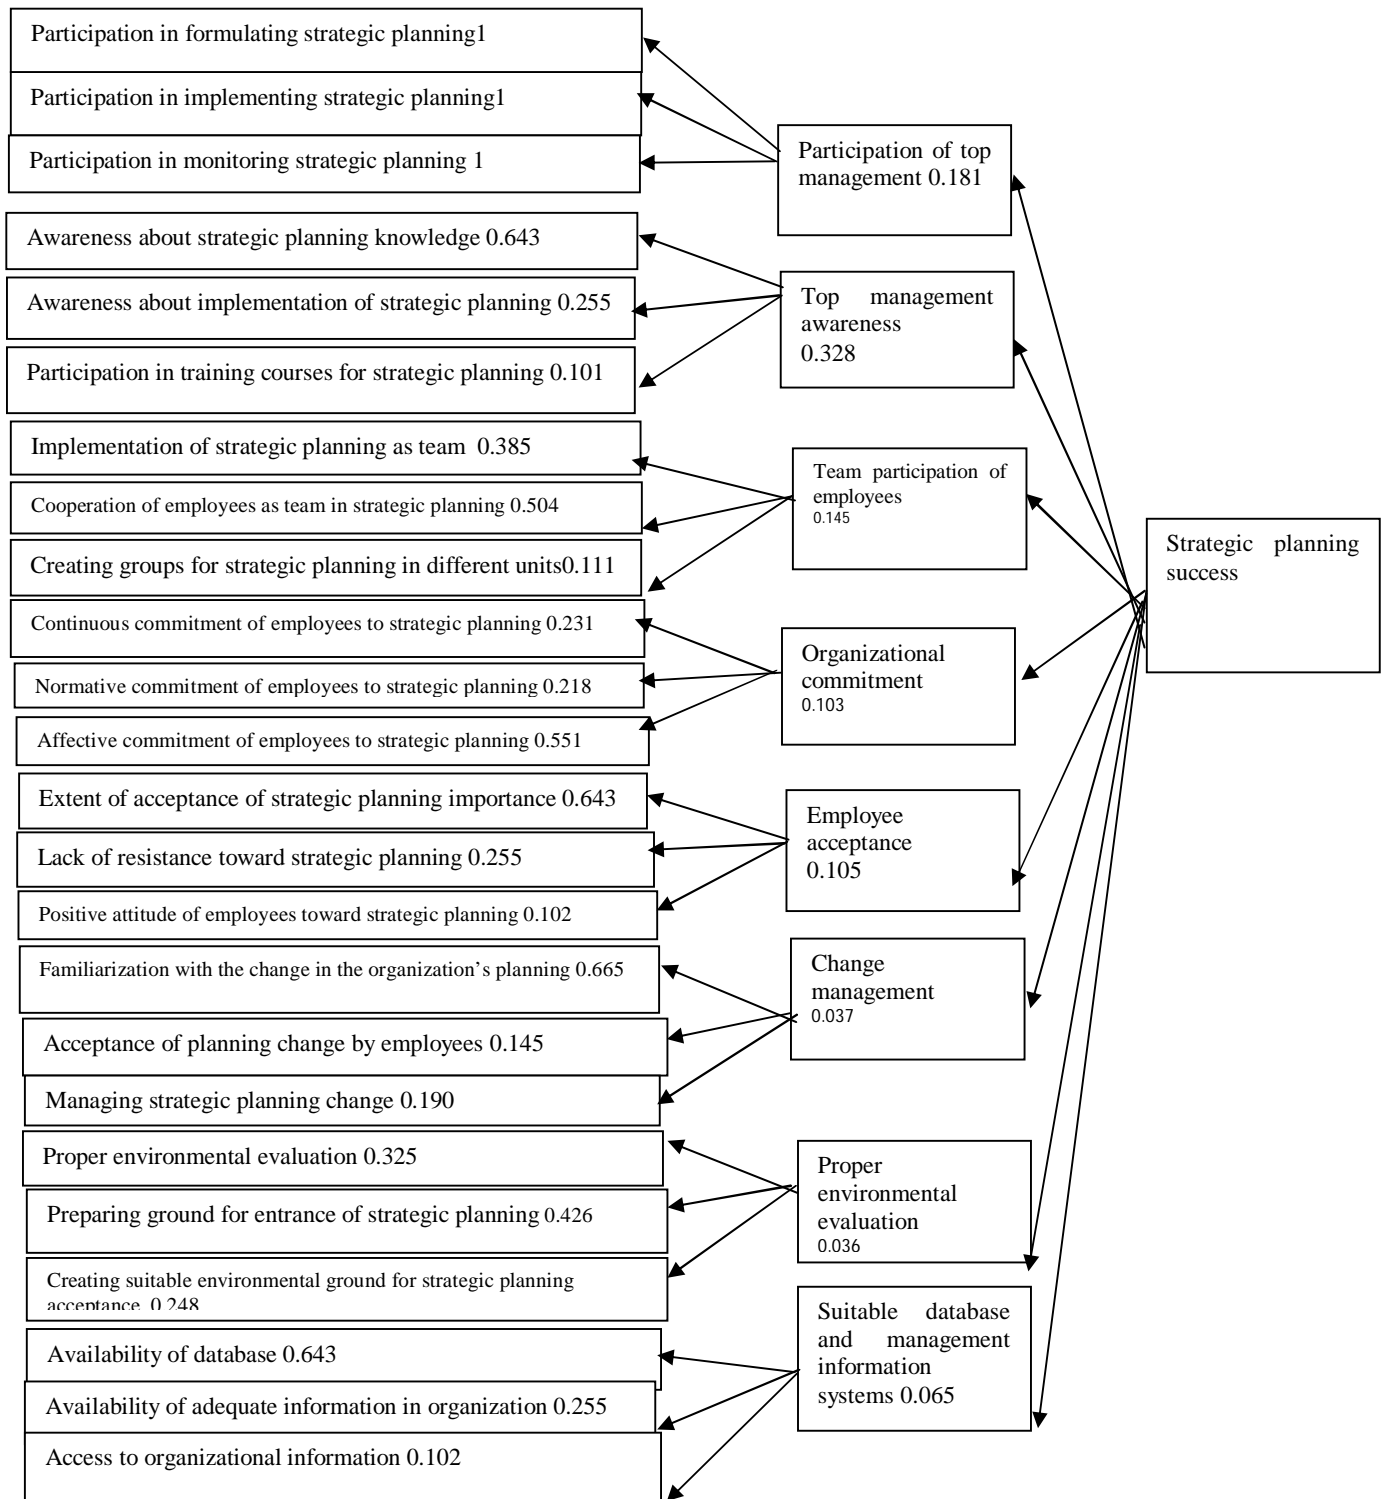 Participation in formulating strategic planning1
Participation in implementing strategic planning1
Participation in monitoring strategic planning 1
Participation of top
management 0.181
Awareness about strategic planning knowledge 0.643
Awareness about implementation of strategic planning 0.255
Participation in training courses for strategic planning 0.101
Top management
awareness
0.328
Implementation of strategic planning as team 0.385
Cooperation of employees as team in strategic planning 0.504
Creating groups for strategic planning in different units0.111
Team participation of
employees
0.145
Strategic planning
success
Continuous commitment of employees to strategic planning 0.231
Normative commitment of employees to strategic planning 0.218
Affective commitment of employees to strategic planning 0.551
Organizational
commitment
0.103
Extent of acceptance of strategic planning importance 0.643
Lack of resistance toward strategic planning 0.255
Positive attitude of employees toward strategic planning 0.102
Employee
acceptance
0.105
Familiarization with the change in the organization’s planning 0.665
Acceptance of planning change by employees 0.145
Managing strategic planning change 0.190
Change
management
0.037
Proper environmental evaluation 0.325
Preparing ground for entrance of strategic planning 0.426
Creating suitable environmental ground for strategic planning
acceptance 0.248
Proper
environmental
evaluation
0.036
Availability of database 0.643
Availability of adequate information in organization 0.255
Access to organizational information 0.102
Suitable database
and management
information
systems 0.065